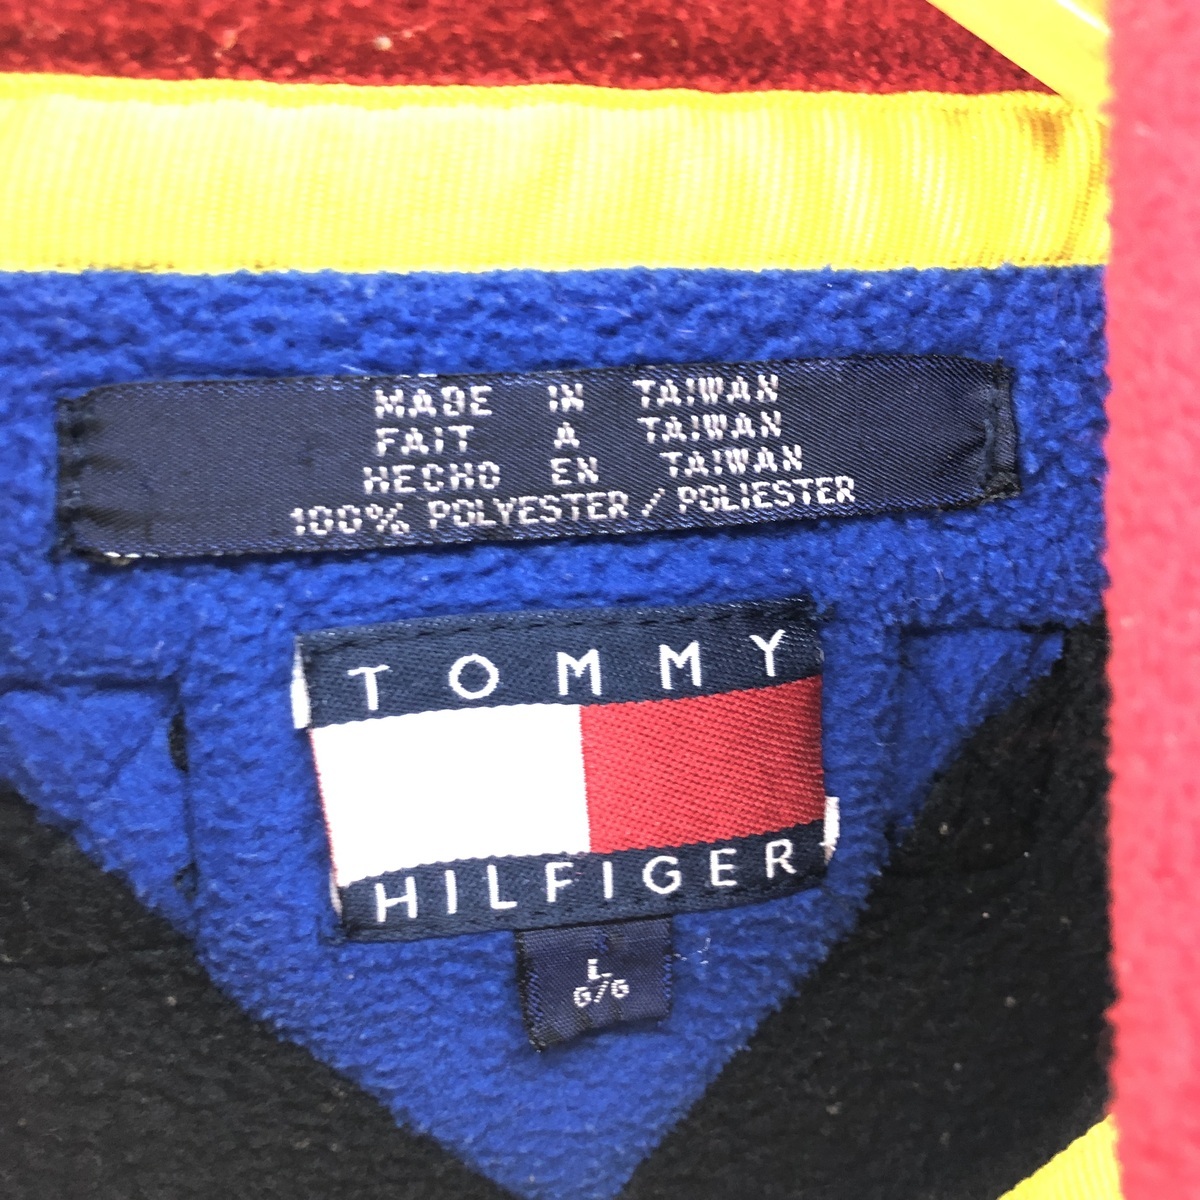 MADE IN TAIWAN
FAIT A TAIWAN
HECHO EN TAIWAN
100% POLYESTER / POLIESTER
TOMMY
HILFIGER
L
G/G